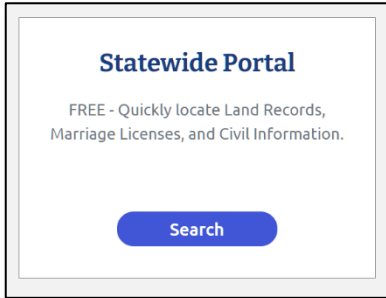 Statewide Portal
FREE - Quickly locate Land Records,
Marriage Licenses, and Civil Information.
Search